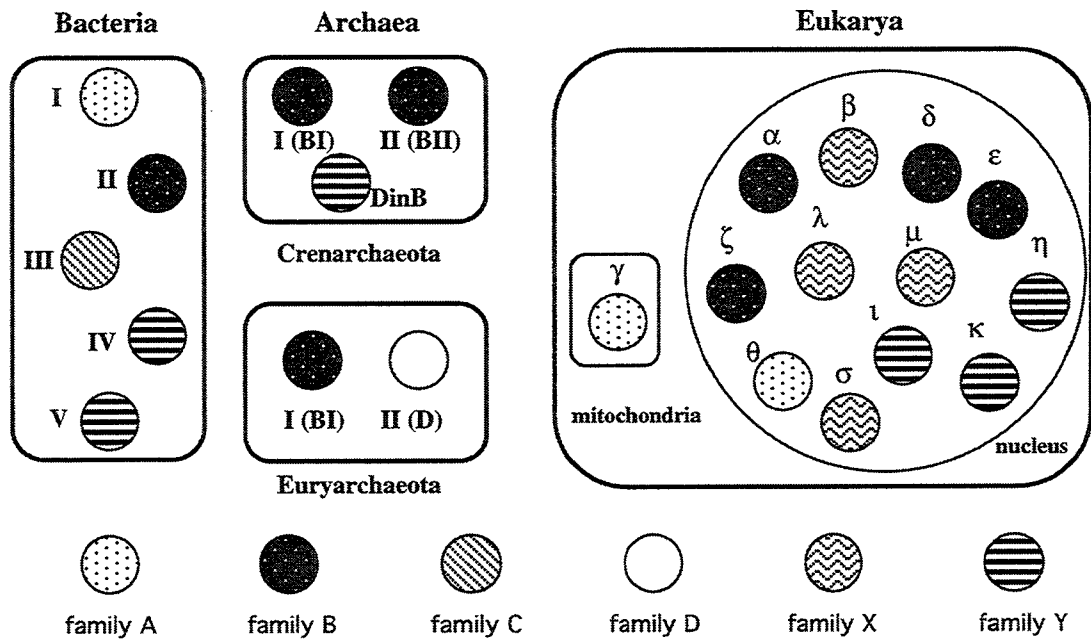 Bacteria
Archaea
Eukarya
I
II
III
IV
V
I (BI)
II (BII)
DinB
Crenarchaeota
I (BI)
II (D)
Euryarchaeota
α
β
δ
ε
ζ
λ
μ
η
γ
ι
κ
θ
σ
mitochondria
nucleus
family A
family B
family C
family D
family X
family Y